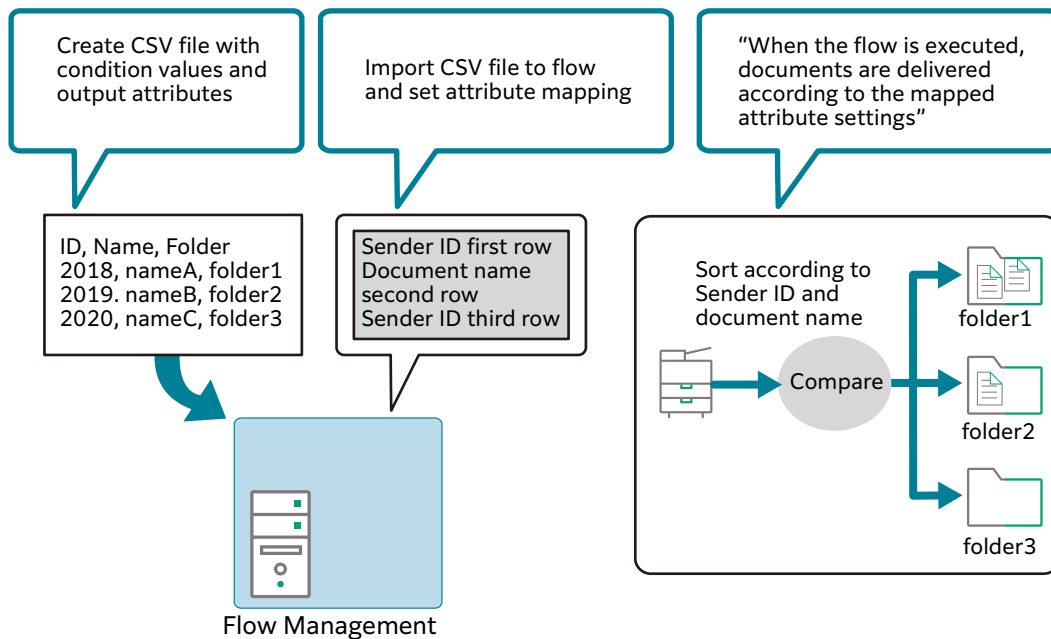 Create CSV file with
condition values and
output attributes
Import CSV file to flow
and set attribute mapping
“When the flow is executed,
documents are delivered
according to the mapped
attribute settings”
ID, Name, Folder
2018, nameA, folder1
2019. nameB, folder2
2020, nameC, folder3
Sender ID first row
Document name
second row
Sender ID third row
Sort according to
Sender ID and
document name
Compare
folder1
folder2
folder3
Flow Management